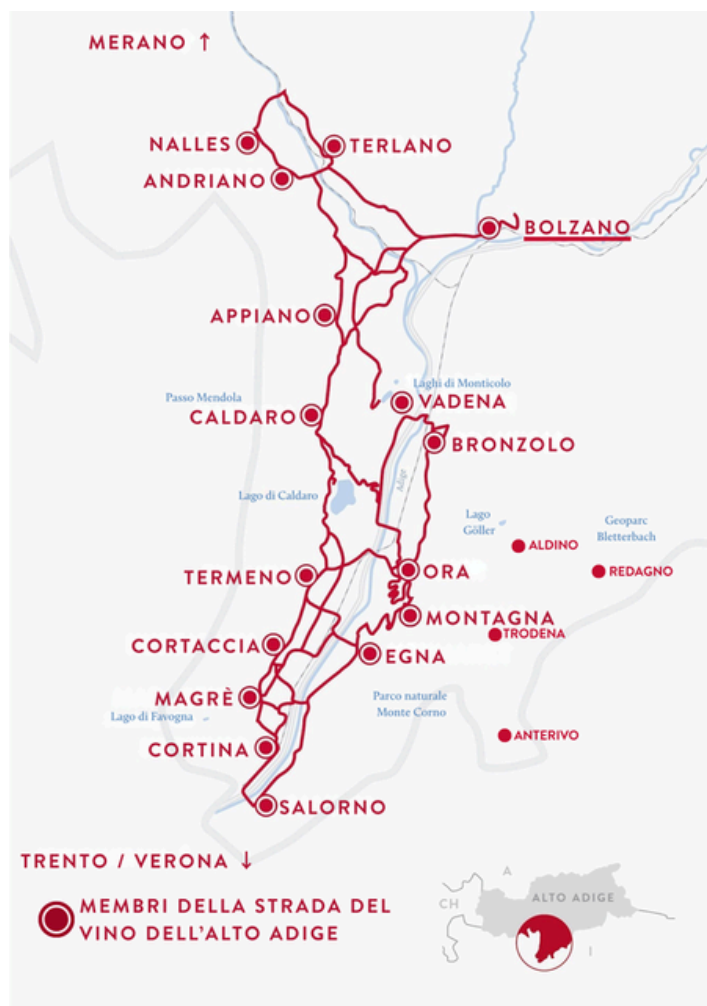 MERANO ↑
NALLES
TERLANO
ANDRIANO
BOLZANO
APPIANO
Laghi di Monticolo
Passo Mendola
VADENA
CALDARO
BRONZOLO
Adige
Lago di Caldaro
Lago
Göller
Geoparc
Bletterbach
ALDINO
TERMENO
ORA
REDAGNO
MONTAGNA
TRODENA
CORTACCIA
EGNA
MAGRÈ
Parco naturale
Monte Corno
Lago di Favogna
ANTERIVO
CORTINA
SALORNO
TRENTO / VERONA ↓
MEMBRI DELLA STRADA DEL
VINO DELL'ALTO ADIGE
A
CH
ALTO ADIGE
I